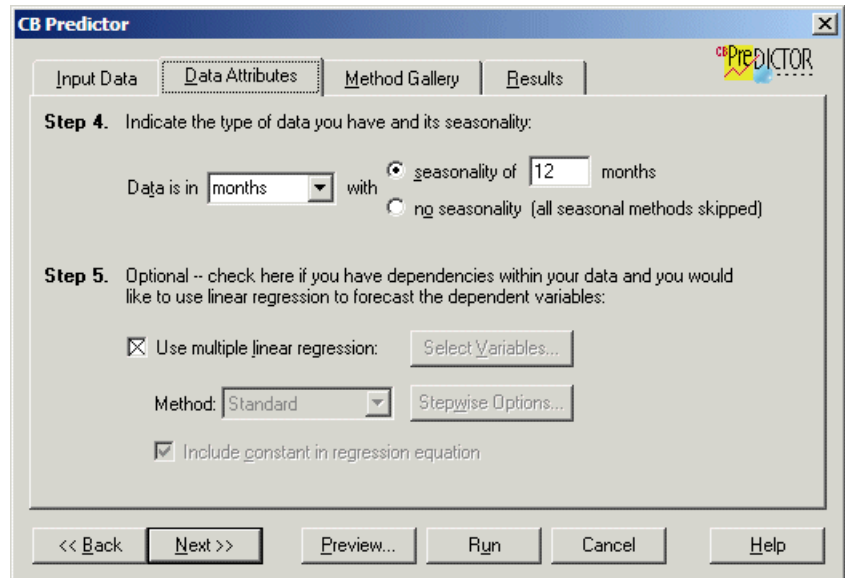 CB Predictor
CB PreDICTOR
Input Data Data Attributes Method Gallery Results
Step 4. Indicate the type of data you have and its seasonality:
Data is in months with seasonality of 12 months
no seasonality (all seasonal methods skipped)
Step 5. Optional -- check here if you have dependencies within your data and you would
like to use linear regression to forecast the dependent variables:
Use multiple linear regression: Select Variables...
Method: Standard Stepwise Options...
Include constant in regression equation
<< Back Next >> Preview... Run Cancel Help